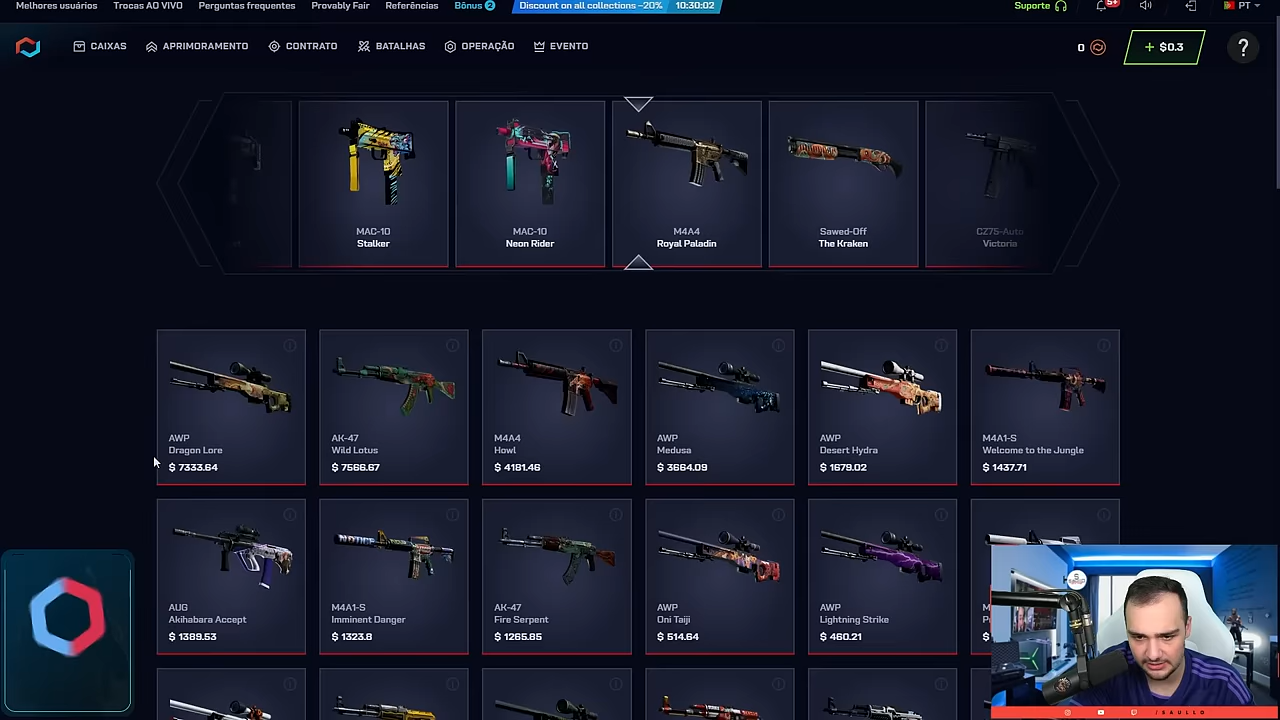 Melhores usuários Trocas AO VIVO Perguntas frequentes Provably Fair Referências Bônus 2 Discount on all collections -20% 10:30:02 Suporte 5+ PT
CAIXAS APRIMORAMENTO CONTRATO BATALHAS OPERAÇÃO EVENTO 0 + $0.3 ?
MAC-10 MAC-10 M4A4 Sawed-Off CZ75-Auto
Stalker Neon Rider Royal Paladin The Kraken Victoria
AWP AK-47 M4A4 AWP AWP M4A1-S
Dragon Lore Wild Lotus Howl Medusa Desert Hydra Welcome to the Jungle
$ 7333.64 $ 7566.67 $ 4181.46 $ 3664.09 $ 1679.02 $ 1437.71
AUG M4A1-S AK-47 AWP AWP
Akihabara Accept Imminent Danger Fire Serpent Oni Taiji Lightning Strike
$ 1389.53 $ 1323.8 $ 1265.85 $ 514.64 $ 460.21 $
/SAULLO